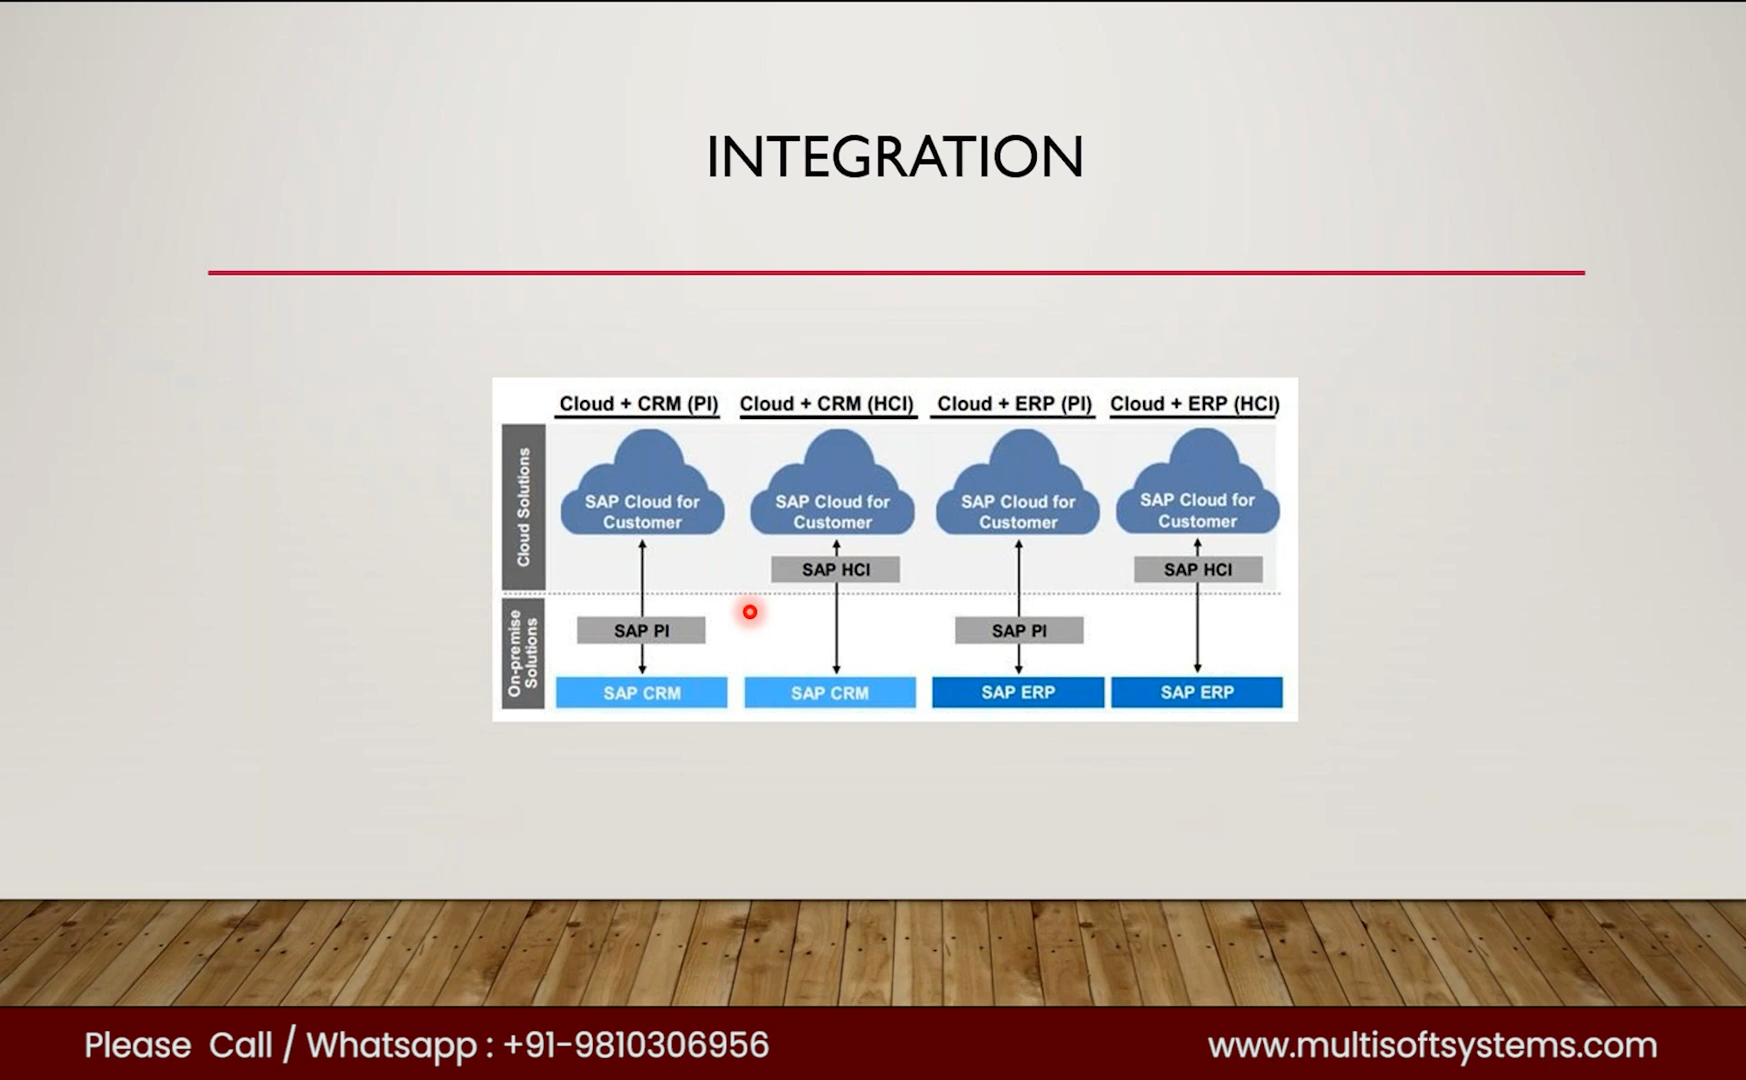 INTEGRATION
Cloud + CRM (PI)
Cloud + CRM (HCI)
Cloud + ERP (PI)
Cloud + ERP (HCI)
Cloud Solutions
SAP Cloud for
Customer
SAP Cloud for
Customer
SAP Cloud for
Customer
SAP Cloud for
Customer
SAP HCI
SAP HCI
On-premise
Solutions
SAP PI
SAP PI
SAP CRM
SAP CRM
SAP ERP
SAP ERP
Please Call / Whatsapp : +91-9810306956
www.multisoftsystems.com